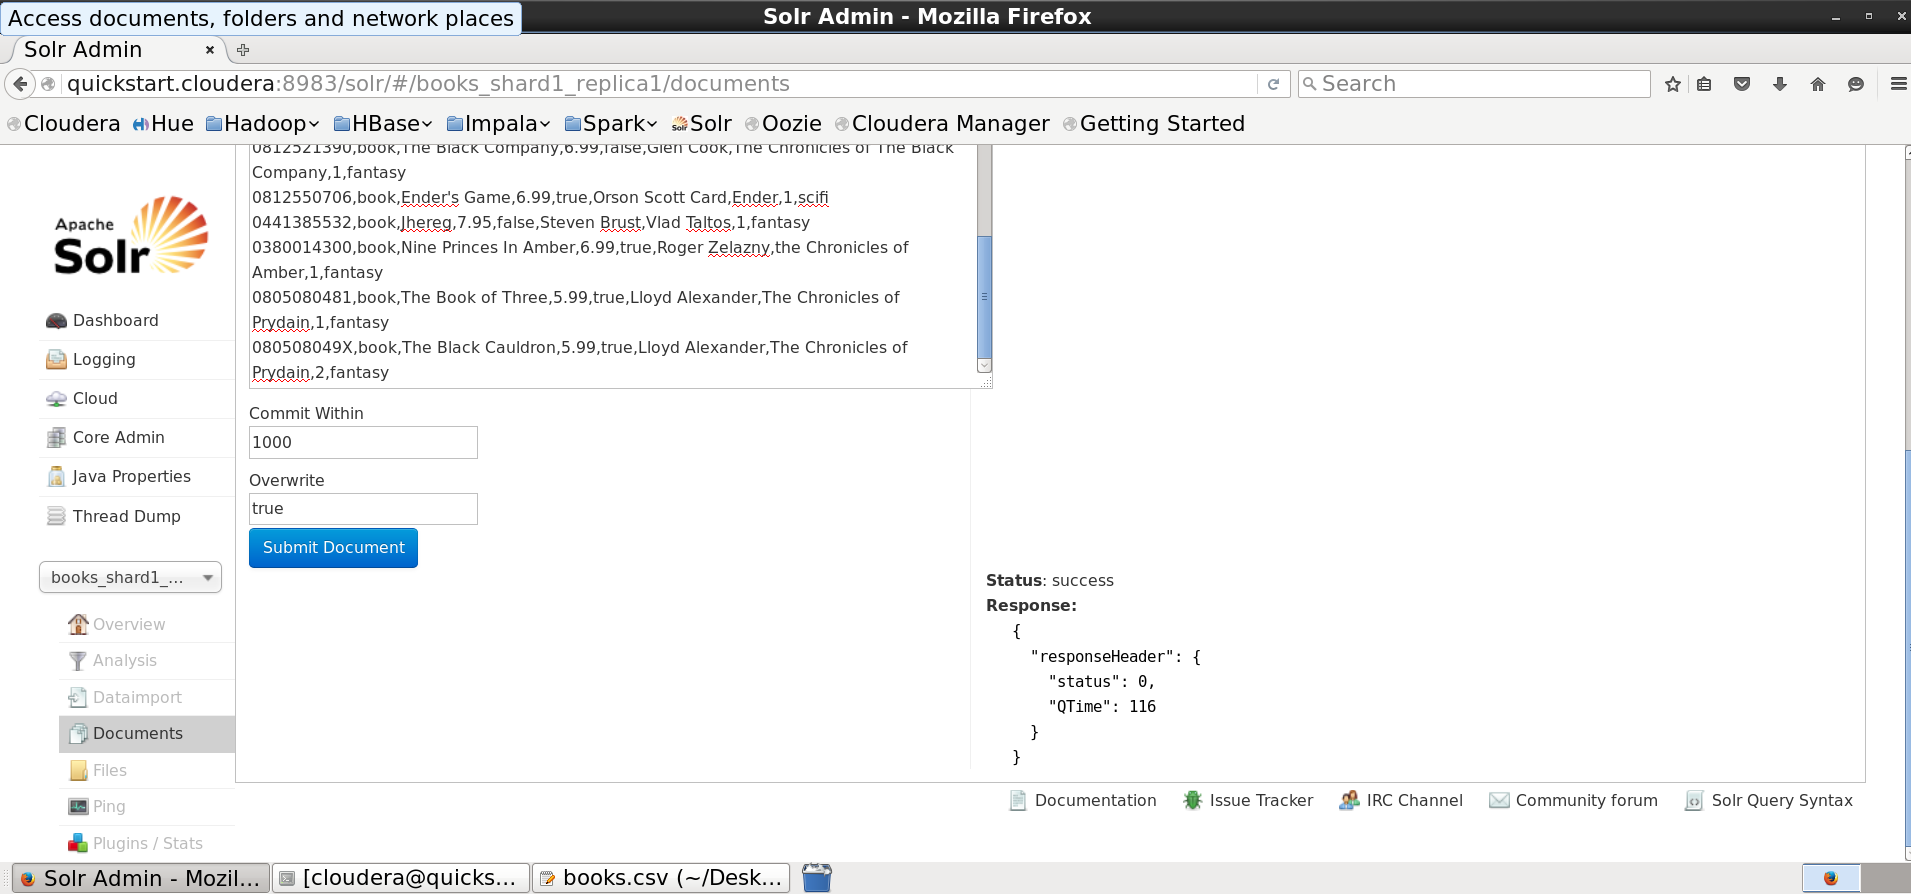 Access documents, folders and network places
Solr Admin - Mozilla Firefox
Solr Admin
quickstart.cloudera:8983/solr/#/books_shard1_replica1/documents
Search
Cloudera Hue Hadoop HBase Impala Spark Solr Oozie Cloudera Manager Getting Started
0812521390,book,The Black Company,6.99,false,Glen Cook,The Chronicles of The Black
Company,1,fantasy
0812550706,book,Ender's Game,6.99,true,Orson Scott Card,Ender,1,scifi
0441385532,book,Jhereg,7.95,false,Steven Brust,Vlad Taltos,1,fantasy
0380014300,book,Nine Princes In Amber,6.99,true,Roger Zelazny,the Chronicles of
Amber,1,fantasy
0805080481,book,The Book of Three,5.99,true,Lloyd Alexander,The Chronicles of
Prydain,1,fantasy
080508049X,book,The Black Cauldron,5.99,true,Lloyd Alexander,The Chronicles of
Prydain,2,fantasy
Apache
Solr
Dashboard
Logging
Cloud
Core Admin
Java Properties
Thread Dump
books_shard1_...
Overview
Analysis
Dataimport
Documents
Files
Ping
Plugins / Stats
Commit Within
1000
Overwrite
true
Submit Document
Status: success
Response:
{
"responseHeader": {
"status": 0,
"QTime": 116
}
}
Documentation Issue Tracker IRC Channel Community forum Solr Query Syntax
Solr Admin - Mozil... [cloudera@quicks... books.csv (~/Desk...